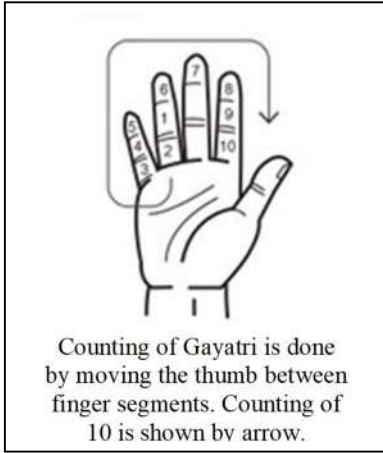 7
6
8
5
1
9
4
2
10
3
Counting of Gayatri is done
by moving the thumb between
finger segments. Counting of
10 is shown by arrow.